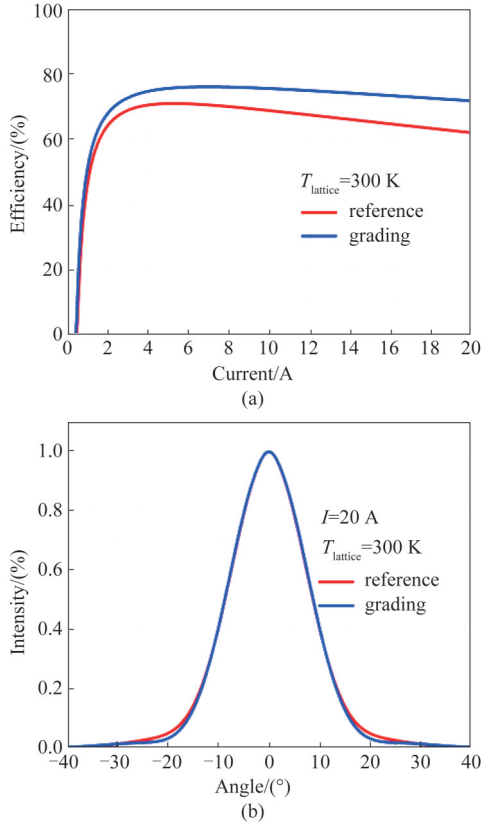 100
80
60
40
20
0
Efficiency/(%)
T_lattice=300 K
reference
grading
0 2 4 6 8 10 12 14 16 18 20
Current/A
(a)
1.0
0.8
0.6
0.4
0.2
0.0
Intensity/(%)
I=20 A
T_lattice=300 K
reference
grading
−40 −30 −20 −10 0 10 20 30 40
Angle/(°)
(b)